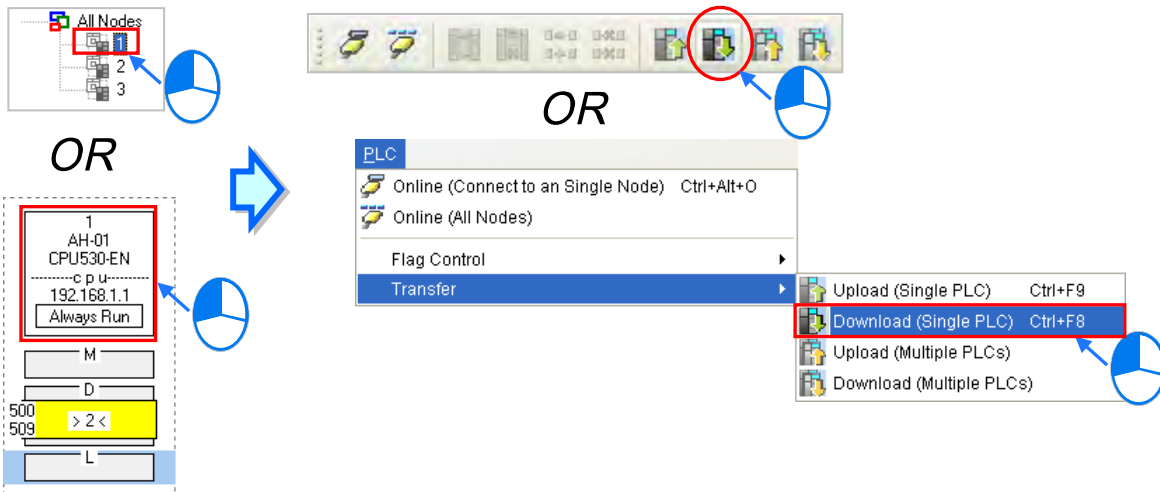 All Nodes
1
2
3
OR
1
AH-01
CPU530-EN
--------c p u--------
192.168.1.1
Always Run
M
D
500
509
> 2 <
L
OR
PLC
Online (Connect to an Single Node) Ctrl+Alt+O
Online (All Nodes)
Flag Control
Transfer
Upload (Single PLC) Ctrl+F9
Download (Single PLC) Ctrl+F8
Upload (Multiple PLCs)
Download (Multiple PLCs)